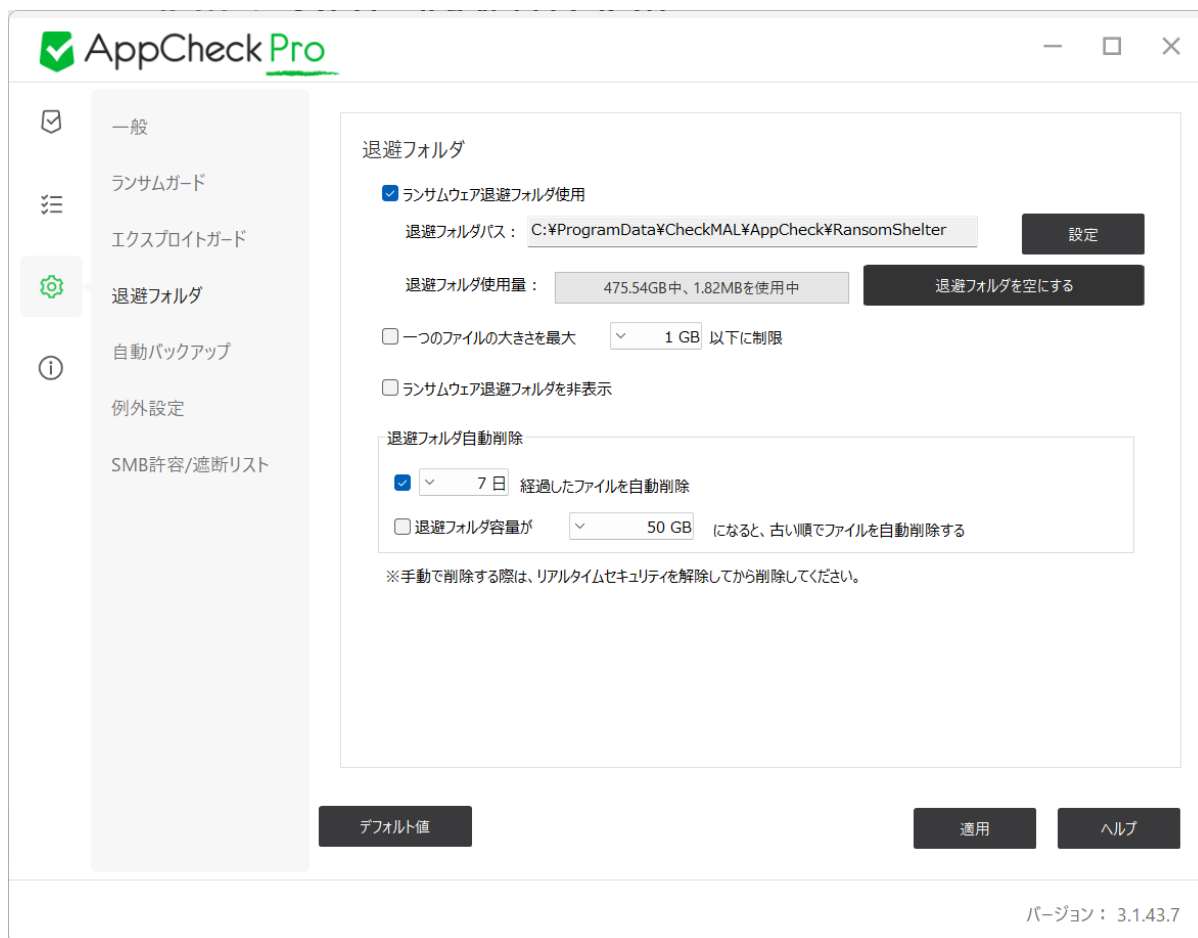 AppCheck Pro
一般
ランサムガード
エクスプロイトガード
退避フォルダ
自動バックアップ
例外設定
SMB許容/遮断リスト
退避フォルダ
ランサムウェア退避フォルダ使用
退避フォルダパス： C:¥ProgramData¥CheckMAL¥AppCheck¥RansomShelter 設定
退避フォルダ使用量： 475.54GB中、1.82MBを使用中 退避フォルダを空にする
一つのファイルの大きさを最大 1 GB 以下に制限
ランサムウェア退避フォルダを非表示
退避フォルダ自動削除
7 日 経過したファイルを自動削除
退避フォルダ容量が 50 GB になると、古い順でファイルを自動削除する
※手動で削除する際は、リアルタイムセキュリティを解除してから削除してください。
デフォルト値 適用 ヘルプ
バージョン： 3.1.43.7